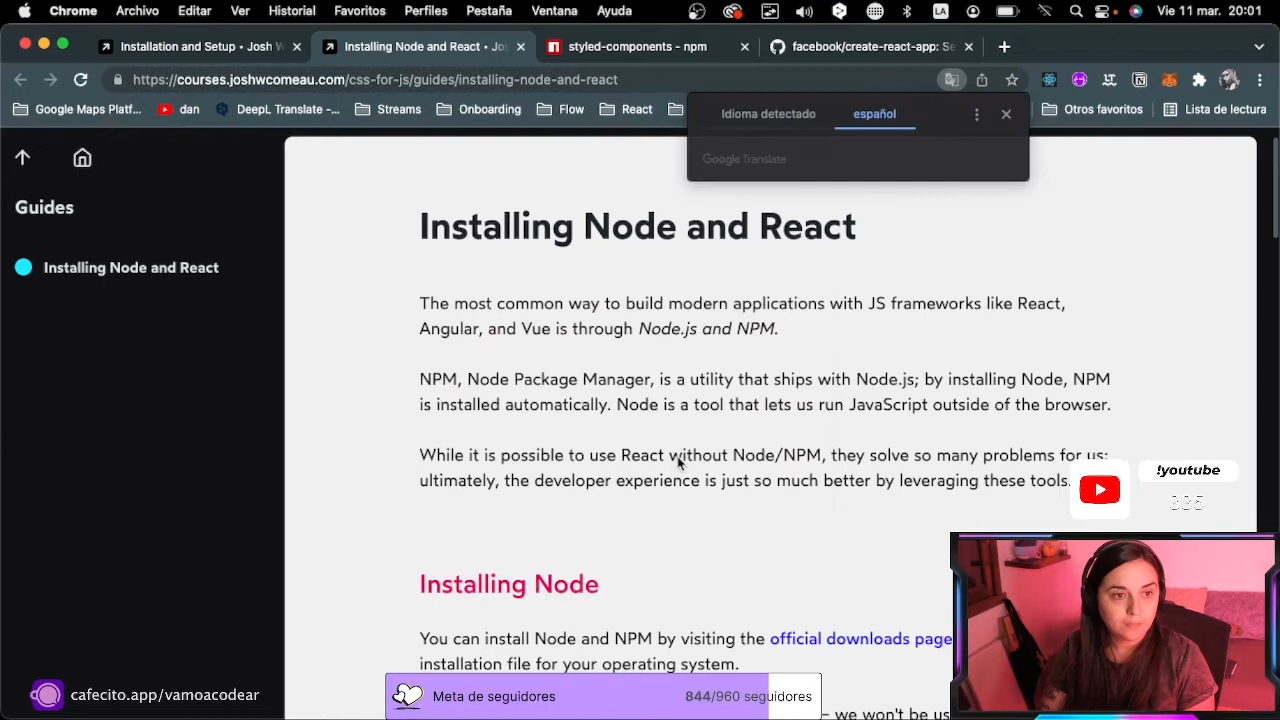 Chrome Archivo Editar Ver Historial Favoritos Perfiles Pestaña Ventana Ayuda LA Vie 11 mar. 20:01
Installation and Setup • Josh W
Installing Node and React • Jos
styled-components - npm
facebook/create-react-app: Se
https://courses.joshwcomeau.com/css-for-js/guides/installing-node-and-react
Google Maps Platf...
dan
DeepL Translate -...
Streams
Onboarding
Flow
React
Otros favoritos
Lista de lectura
Idioma detectado
español
Google Translate
Guides
Installing Node and React
Installing Node and React
The most common way to build modern applications with JS frameworks like React,
Angular, and Vue is through Node.js and NPM.
NPM, Node Package Manager, is a utility that ships with Node.js; by installing Node, NPM
is installed automatically. Node is a tool that lets us run JavaScript outside of the browser.
While it is possible to use React without Node/NPM, they solve so many problems for us;
ultimately, the developer experience is just so much better by leveraging these tools.
!youtube
Installing Node
You can install Node and NPM by visiting the official downloads page
installation file for your operating system.
– we won't be us
cafecito.app/vamoacodear
Meta de seguidores
844/960 seguidores